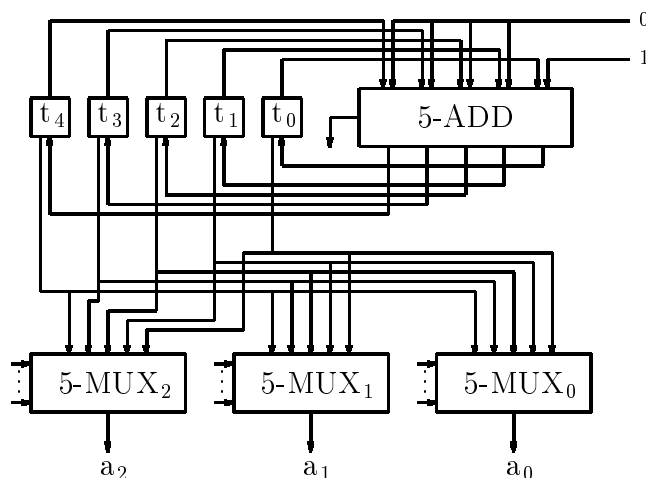 0
1
t₄ t₃ t₂ t₁ t₀ 5-ADD
5-MUX₂ 5-MUX₁ 5-MUX₀
a₂ a₁ a₀